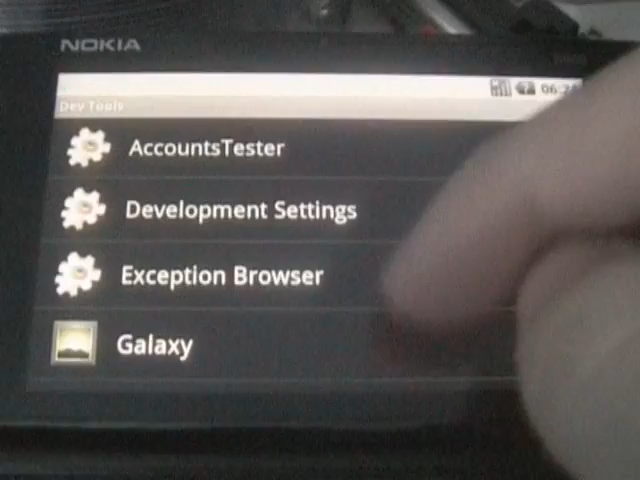 NOKIA
Dev Tools
AccountsTester
Development Settings
Exception Browser
Galaxy